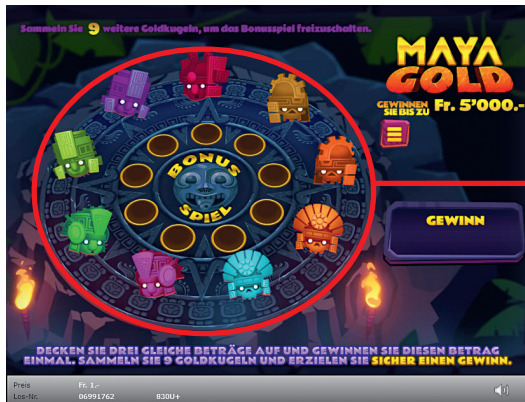 Sammeln Sie 9 weitere Goldkugeln, um das Bonusspiel freizuschalten.
MAYA
GOLD
GEWINNEN
SIE BIS ZU Fr. 5'000.-
BONUS
SPIEL
GEWINN
DECKEN SIE DREI GLEICHE BETRÄGE AUF UND GEWINNEN SIE DIESEN BETRAG
EINMAL. SAMMELN SIE 9 GOLDKUGELN UND ERZIELEN SIE SICHER EINEN GEWINN.
Preis Fr. 1.-
Los-Nr. 06991762 830U+